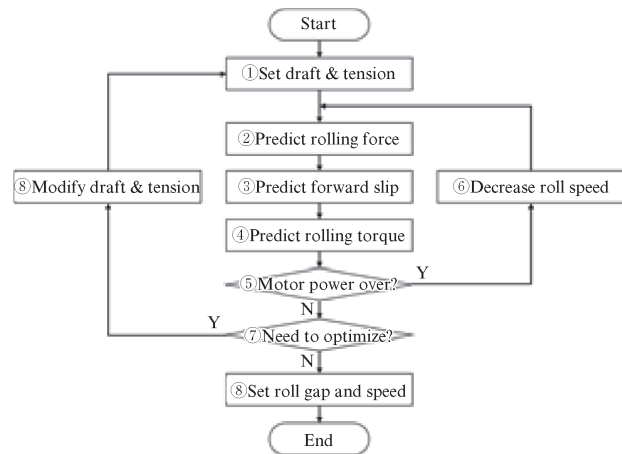 Start
①Set draft & tension
②Predict rolling force
⑧Modify draft & tension
③Predict forward slip
⑥Decrease roll speed
④Predict rolling torque
⑤Motor power over?
Y
N
Y
⑦Need to optimize?
N
⑧Set roll gap and speed
End